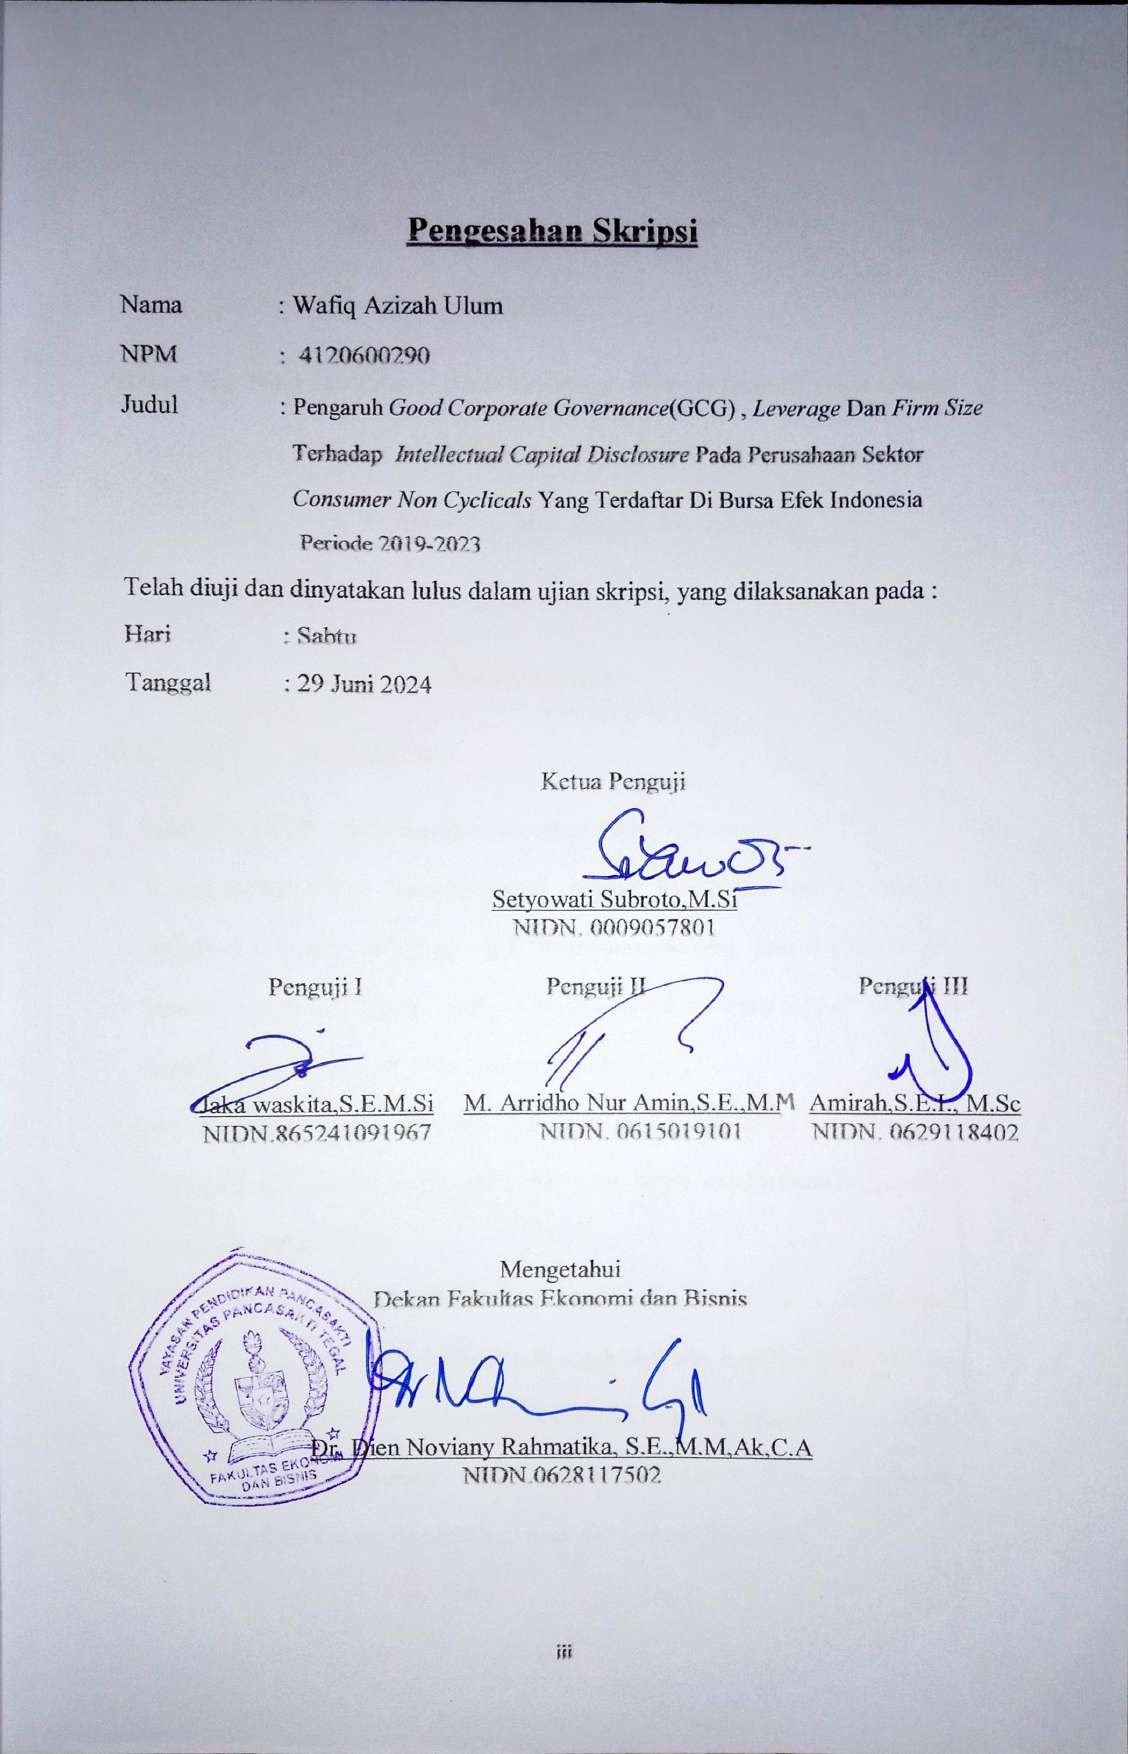 Pengesahan Skripsi
Nama : Wafiq Azizah Ulum
NPM : 4120600290
Judul : Pengaruh Good Corporate Governance(GCG) , Leverage Dan Firm Size
Terhadap Intellectual Capital Disclosure Pada Perusahaan Sektor
Consumer Non Cyclicals Yang Terdaftar Di Bursa Efek Indonesia
Periode 2019-2023
Telah diuji dan dinyatakan lulus dalam ujian skripsi, yang dilaksanakan pada :
Hari : Sabtu
Tanggal : 29 Juni 2024
Ketua Penguji
Setyowati Subroto,M.Si
NIDN. 0009057801
Penguji I Penguji II Penguji III
Jaka waskita,S.E.M.Si M. Arridho Nur Amin,S.E.,M.M Amirah,S.E.I., M.Sc
NIDN.865241091967 NIDN. 0615019101 NIDN. 0629118402
Mengetahui
Dekan Fakultas Ekonomi dan Bisnis
YAYASAN PENDIDIKAN PANCASAKTI
UNIVERSITAS PANCASAKTI TEGAL
FAKULTAS EKONOMI
DAN BISNIS
Dr. Dien Noviany Rahmatika, S.E.,M.M,Ak,C.A
NIDN.0628117502
iii